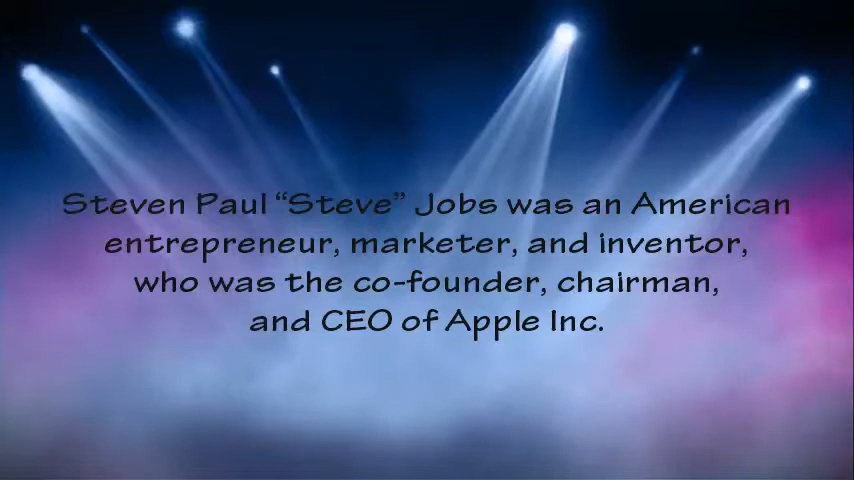 Steven Paul “Steve” Jobs was an American
entrepreneur, marketer, and inventor,
who was the co-founder, chairman,
and CEO of Apple Inc.